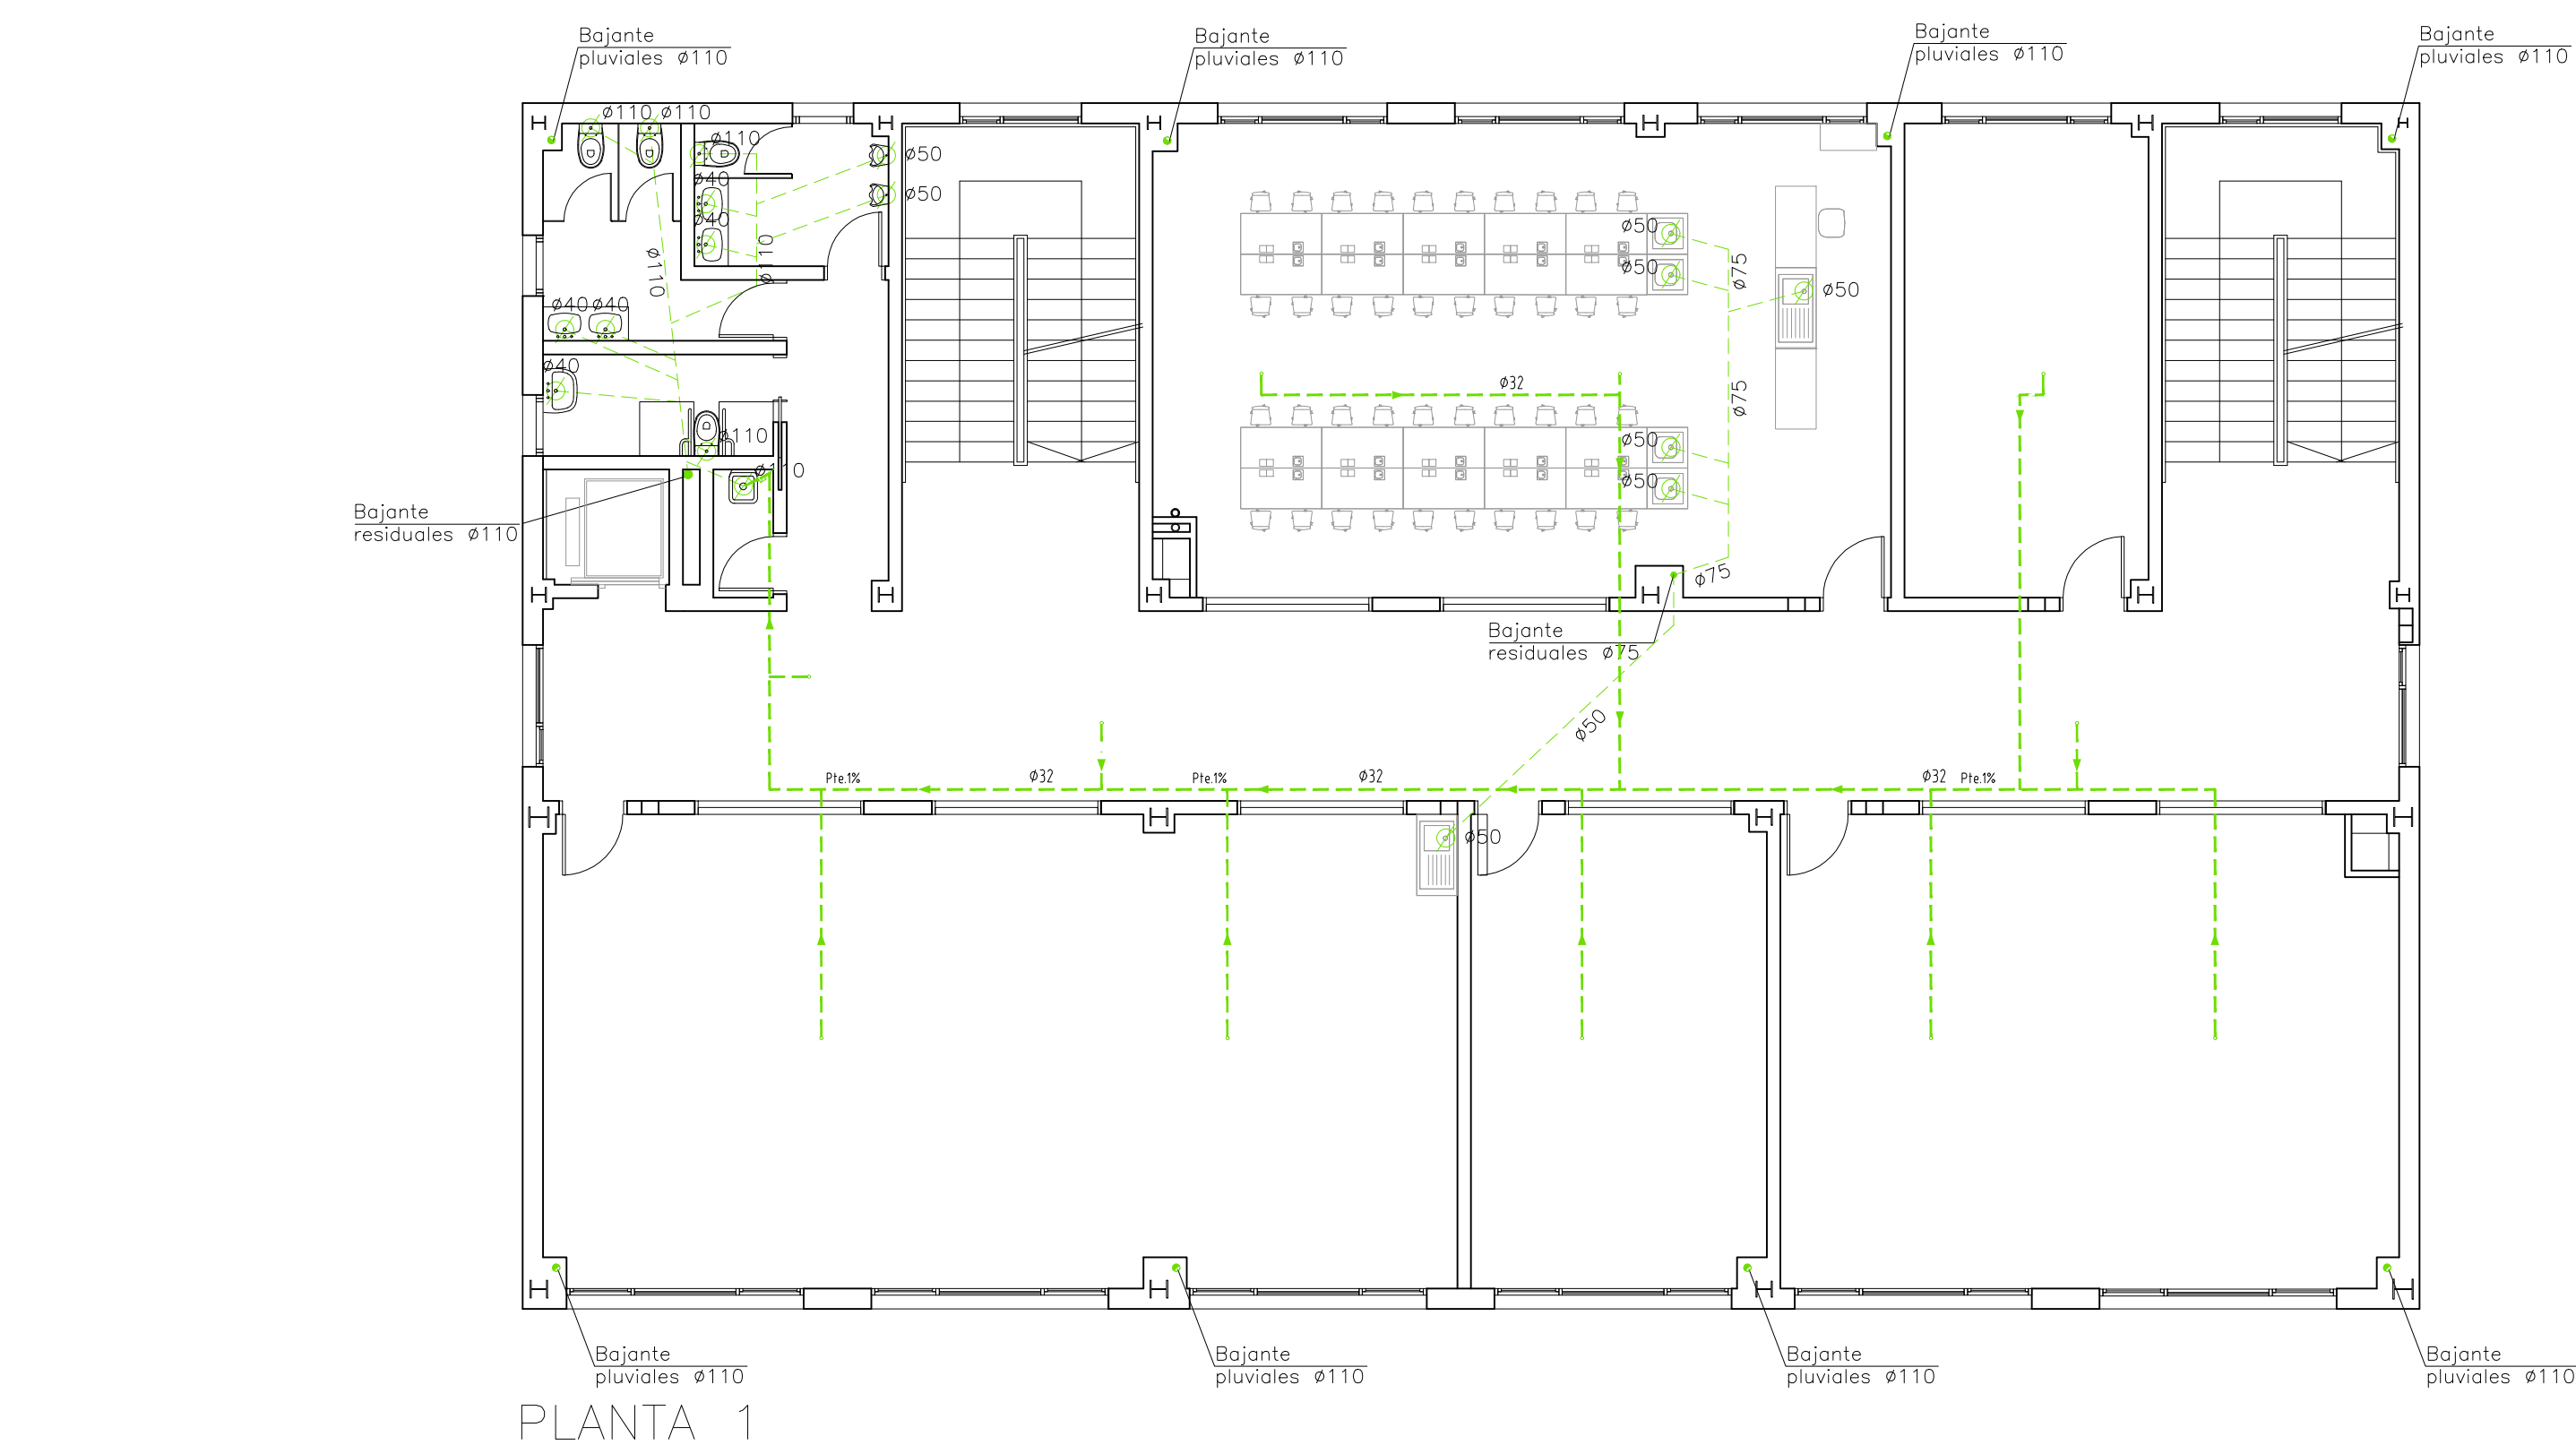 Bajante
pluviales ø110
Bajante
pluviales ø110
Bajante
pluviales ø110
Bajante
pluviales ø110
ø110 ø110
ø110
ø50
ø40
ø50
ø40
ø110
ø110
ø40 ø40
ø40
ø110
ø110
Bajante
residuales ø110
ø50
ø50
ø75
ø50
ø32
ø75
ø50
ø50
ø75
Bajante
residuales ø75
ø50
Pte.1%
Ø32
Pte.1%
Ø32
Ø32
Pte.1%
ø50
Bajante
pluviales ø110
Bajante
pluviales ø110
Bajante
pluviales ø110
Bajante
pluviales ø110
PLANTA 1